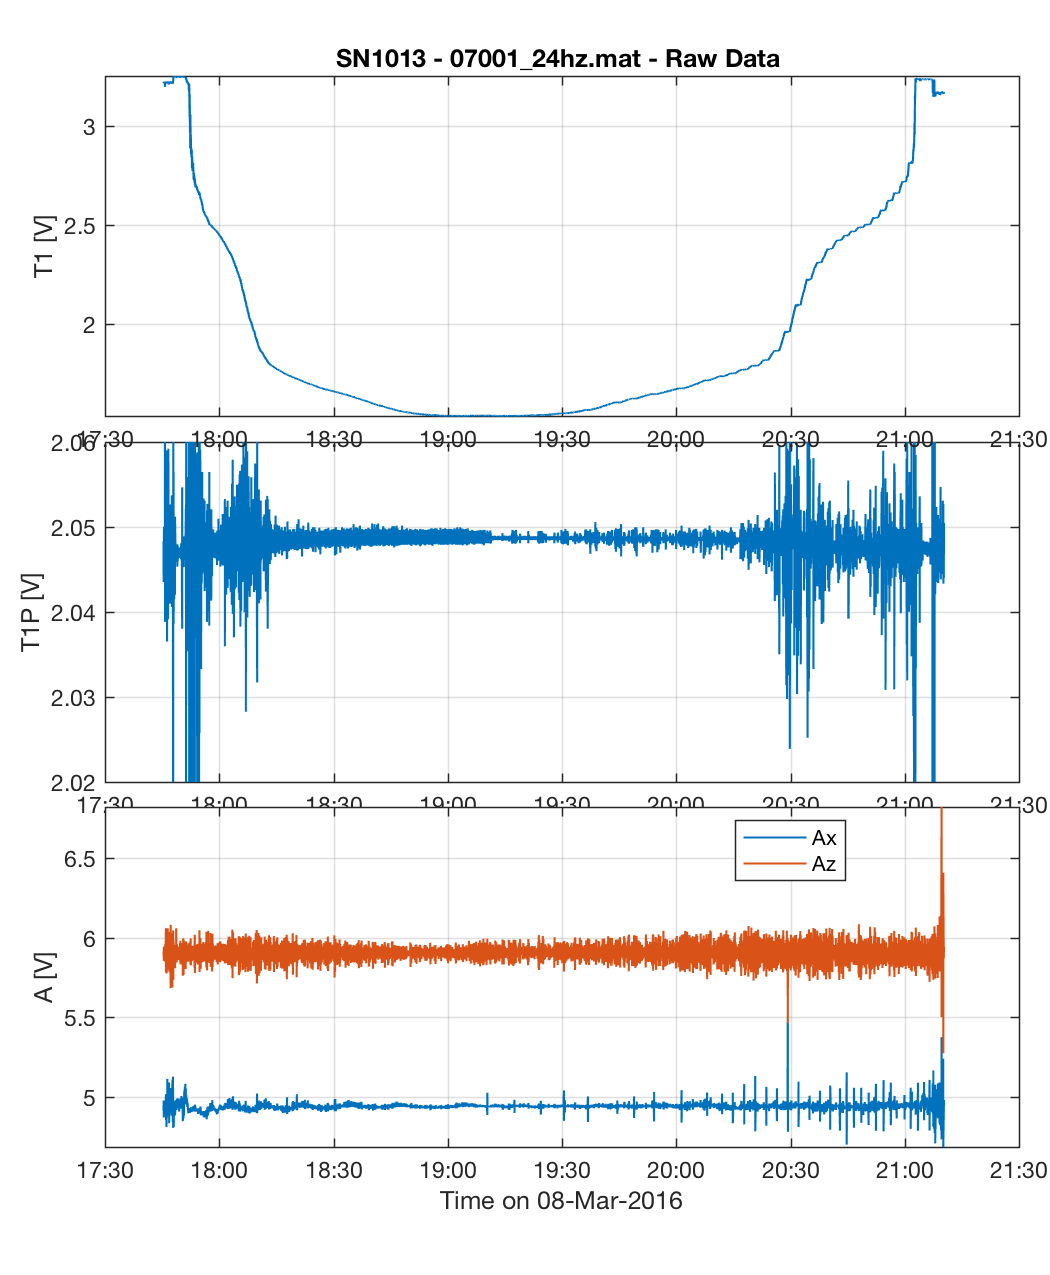 SN1013 - 07001_24hz.mat - Raw Data
3
2.5
2
T1 [V]
17:30 18:00 18:30 19:00 19:30 20:00 20:30 21:00 21:30
2.06
2.05
2.04
2.03
2.02
T1P [V]
17:30 18:00 18:30 19:00 19:30 20:00 20:30 21:00 21:30
Ax
Az
6.5
6
5.5
5
A [V]
17:30 18:00 18:30 19:00 19:30 20:00 20:30 21:00 21:30
Time on 08-Mar-2016